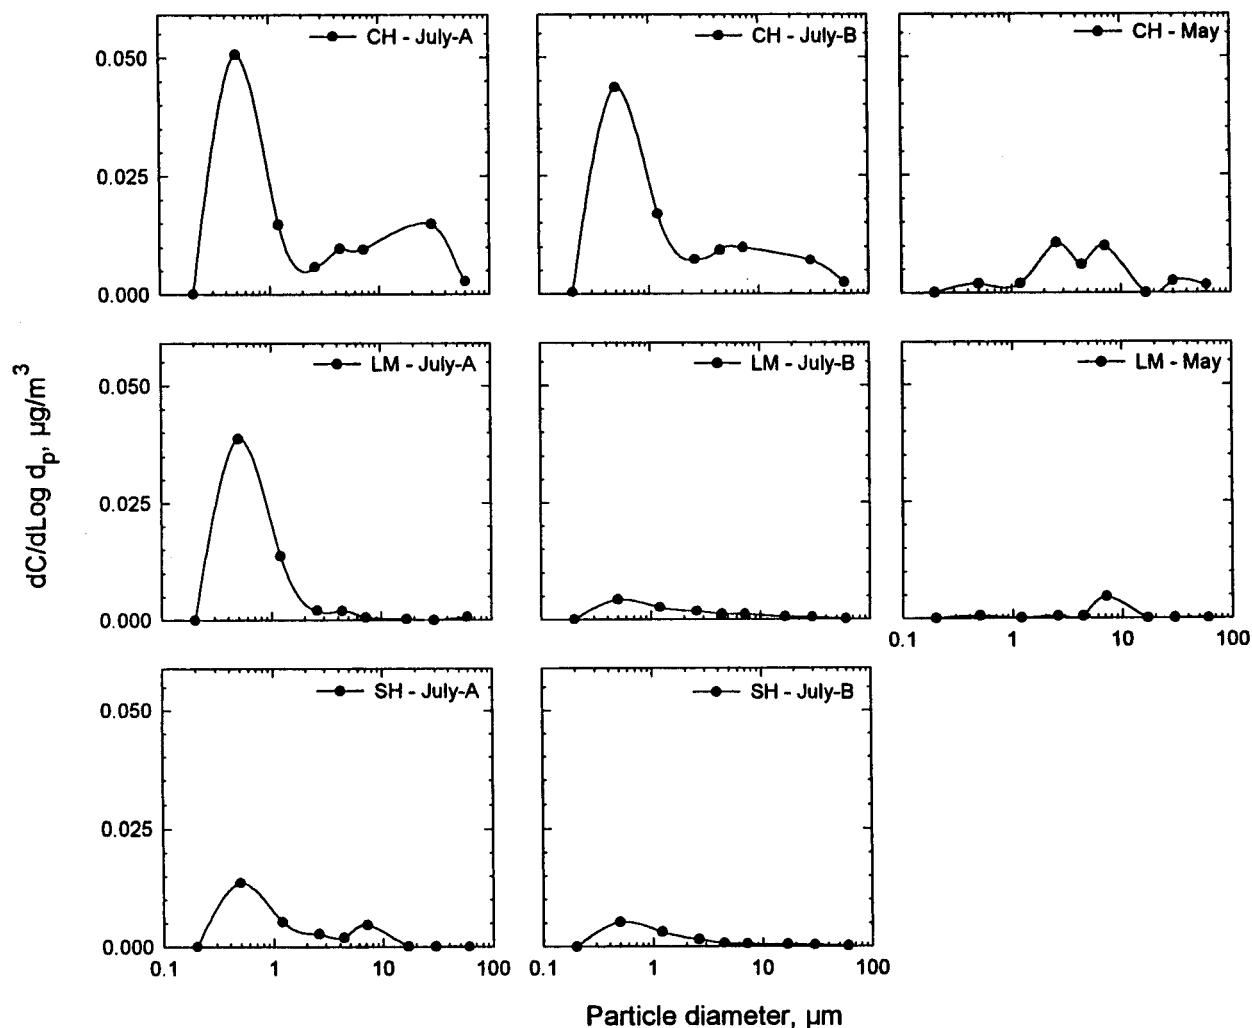 CH - July-A
CH - July-B
CH - May
0.050
0.025
0.000
LM - July-A
LM - July-B
LM - May
0.050
0.025
0.000
0.1 1 10 100
SH - July-A
SH - July-B
0.050
0.025
0.000
0.1 1 10 100
0.1 1 10 100
dC/dLog dp, µg/m3
Particle diameter, µm